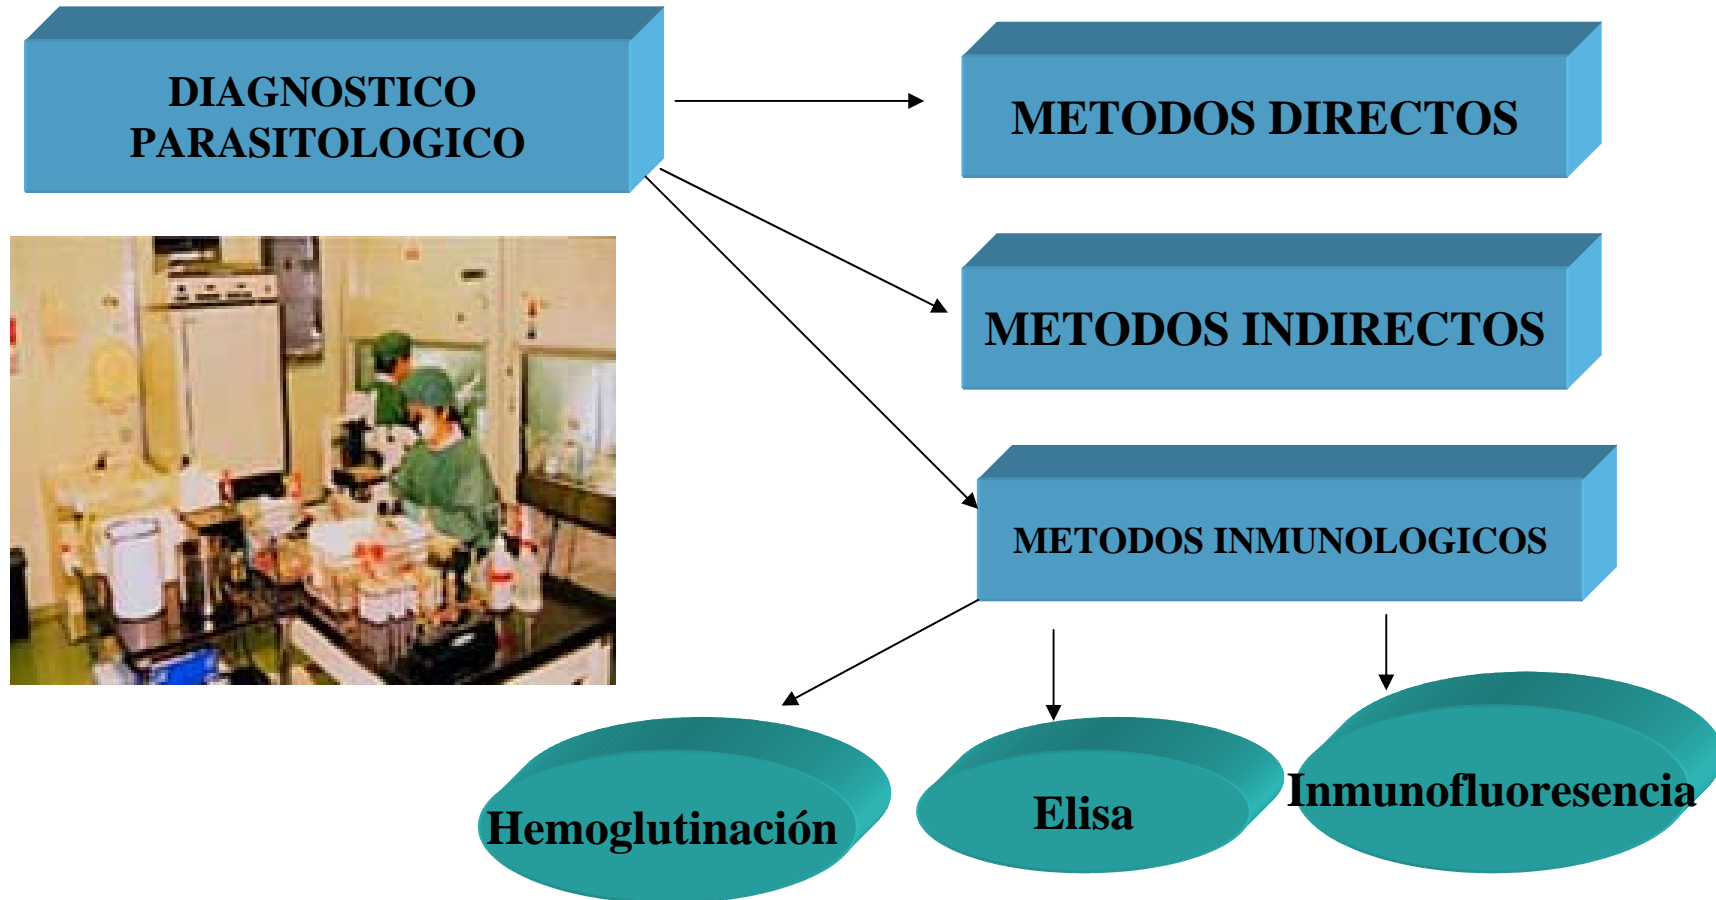 DIAGNOSTICO
PARASITOLOGICO
METODOS DIRECTOS
METODOS INDIRECTOS
METODOS INMUNOLOGICOS
Hemoglutinación
Elisa
Inmunofluoresencia